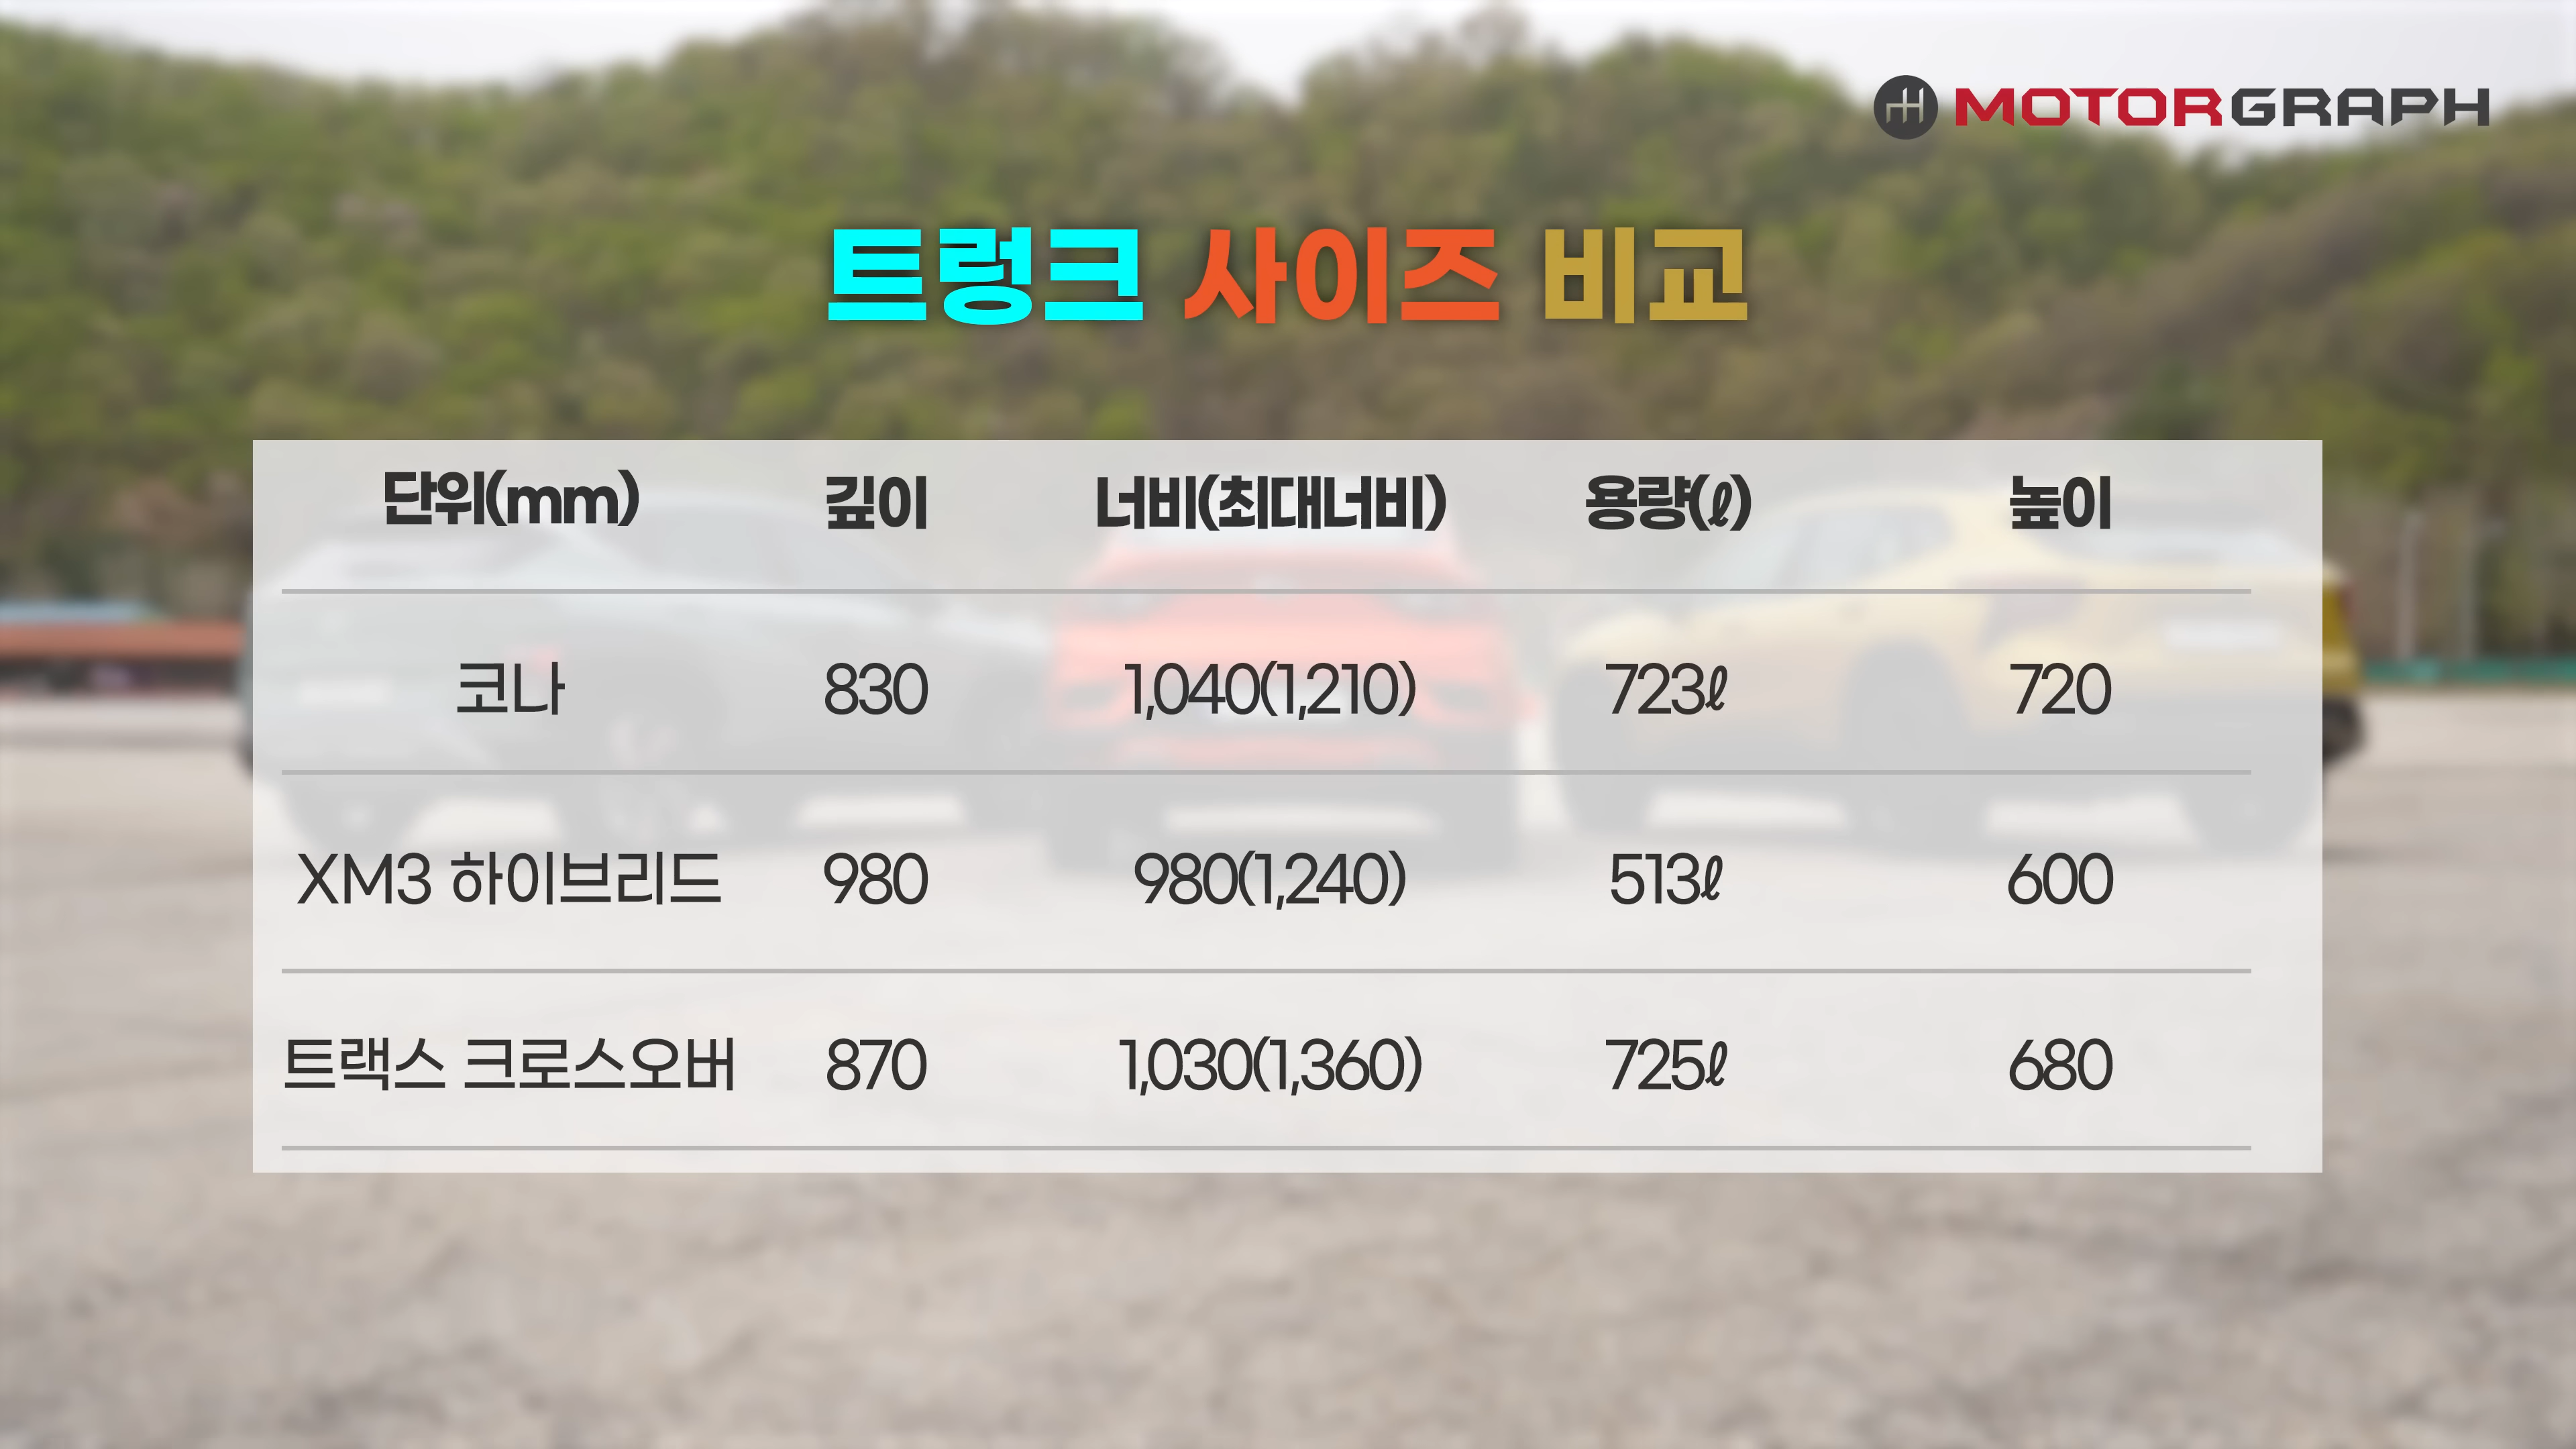 MOTORGRAPH
트렁크 사이즈 비교
단위(mm) 깊이 너비(최대너비) 용량(ℓ) 높이
코나 830 1,040(1,210) 723ℓ 720
XM3 하이브리드 980 980(1,240) 513ℓ 600
트랙스 크로스오버 870 1,030(1,360) 725ℓ 680